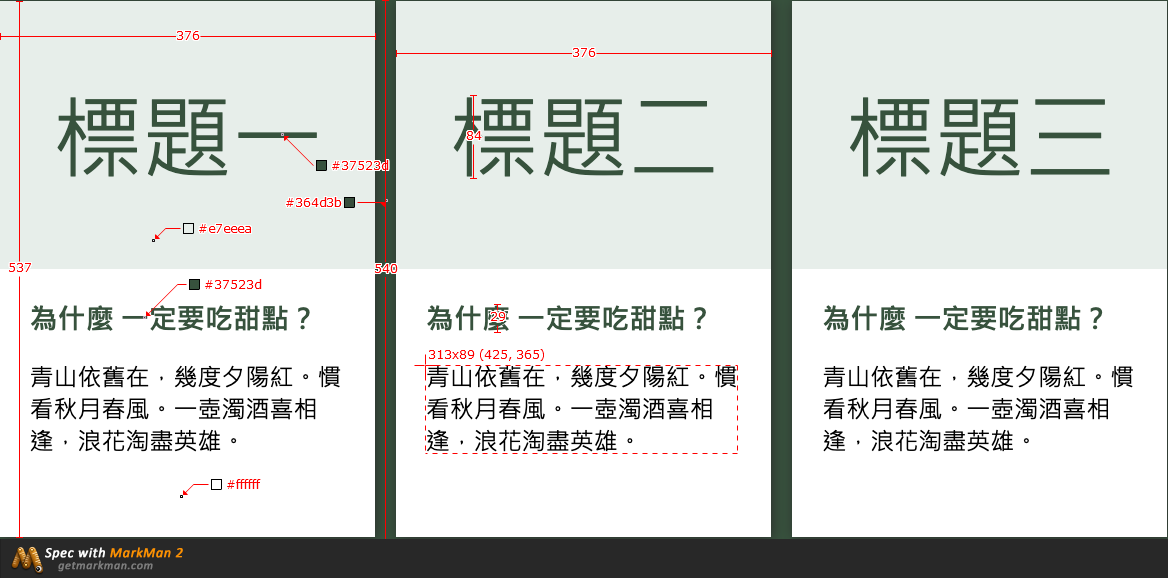 376
標題一
#37523d
#364d3b
#e7eeea
537
#37523d
為什麼 一定要吃甜點？
青山依舊在，幾度夕陽紅。慣
看秋月春風。一壺濁酒喜相
逢，浪花淘盡英雄。
#ffffff
376
84
標題二
540
29
為什麼 一定要吃甜點？
313x89 (425, 365)
青山依舊在，幾度夕陽紅。慣
看秋月春風。一壺濁酒喜相
逢，浪花淘盡英雄。
標題三
為什麼 一定要吃甜點？
青山依舊在，幾度夕陽紅。慣
看秋月春風。一壺濁酒喜相
逢，浪花淘盡英雄。
Spec with MarkMan 2
getmarkman.com